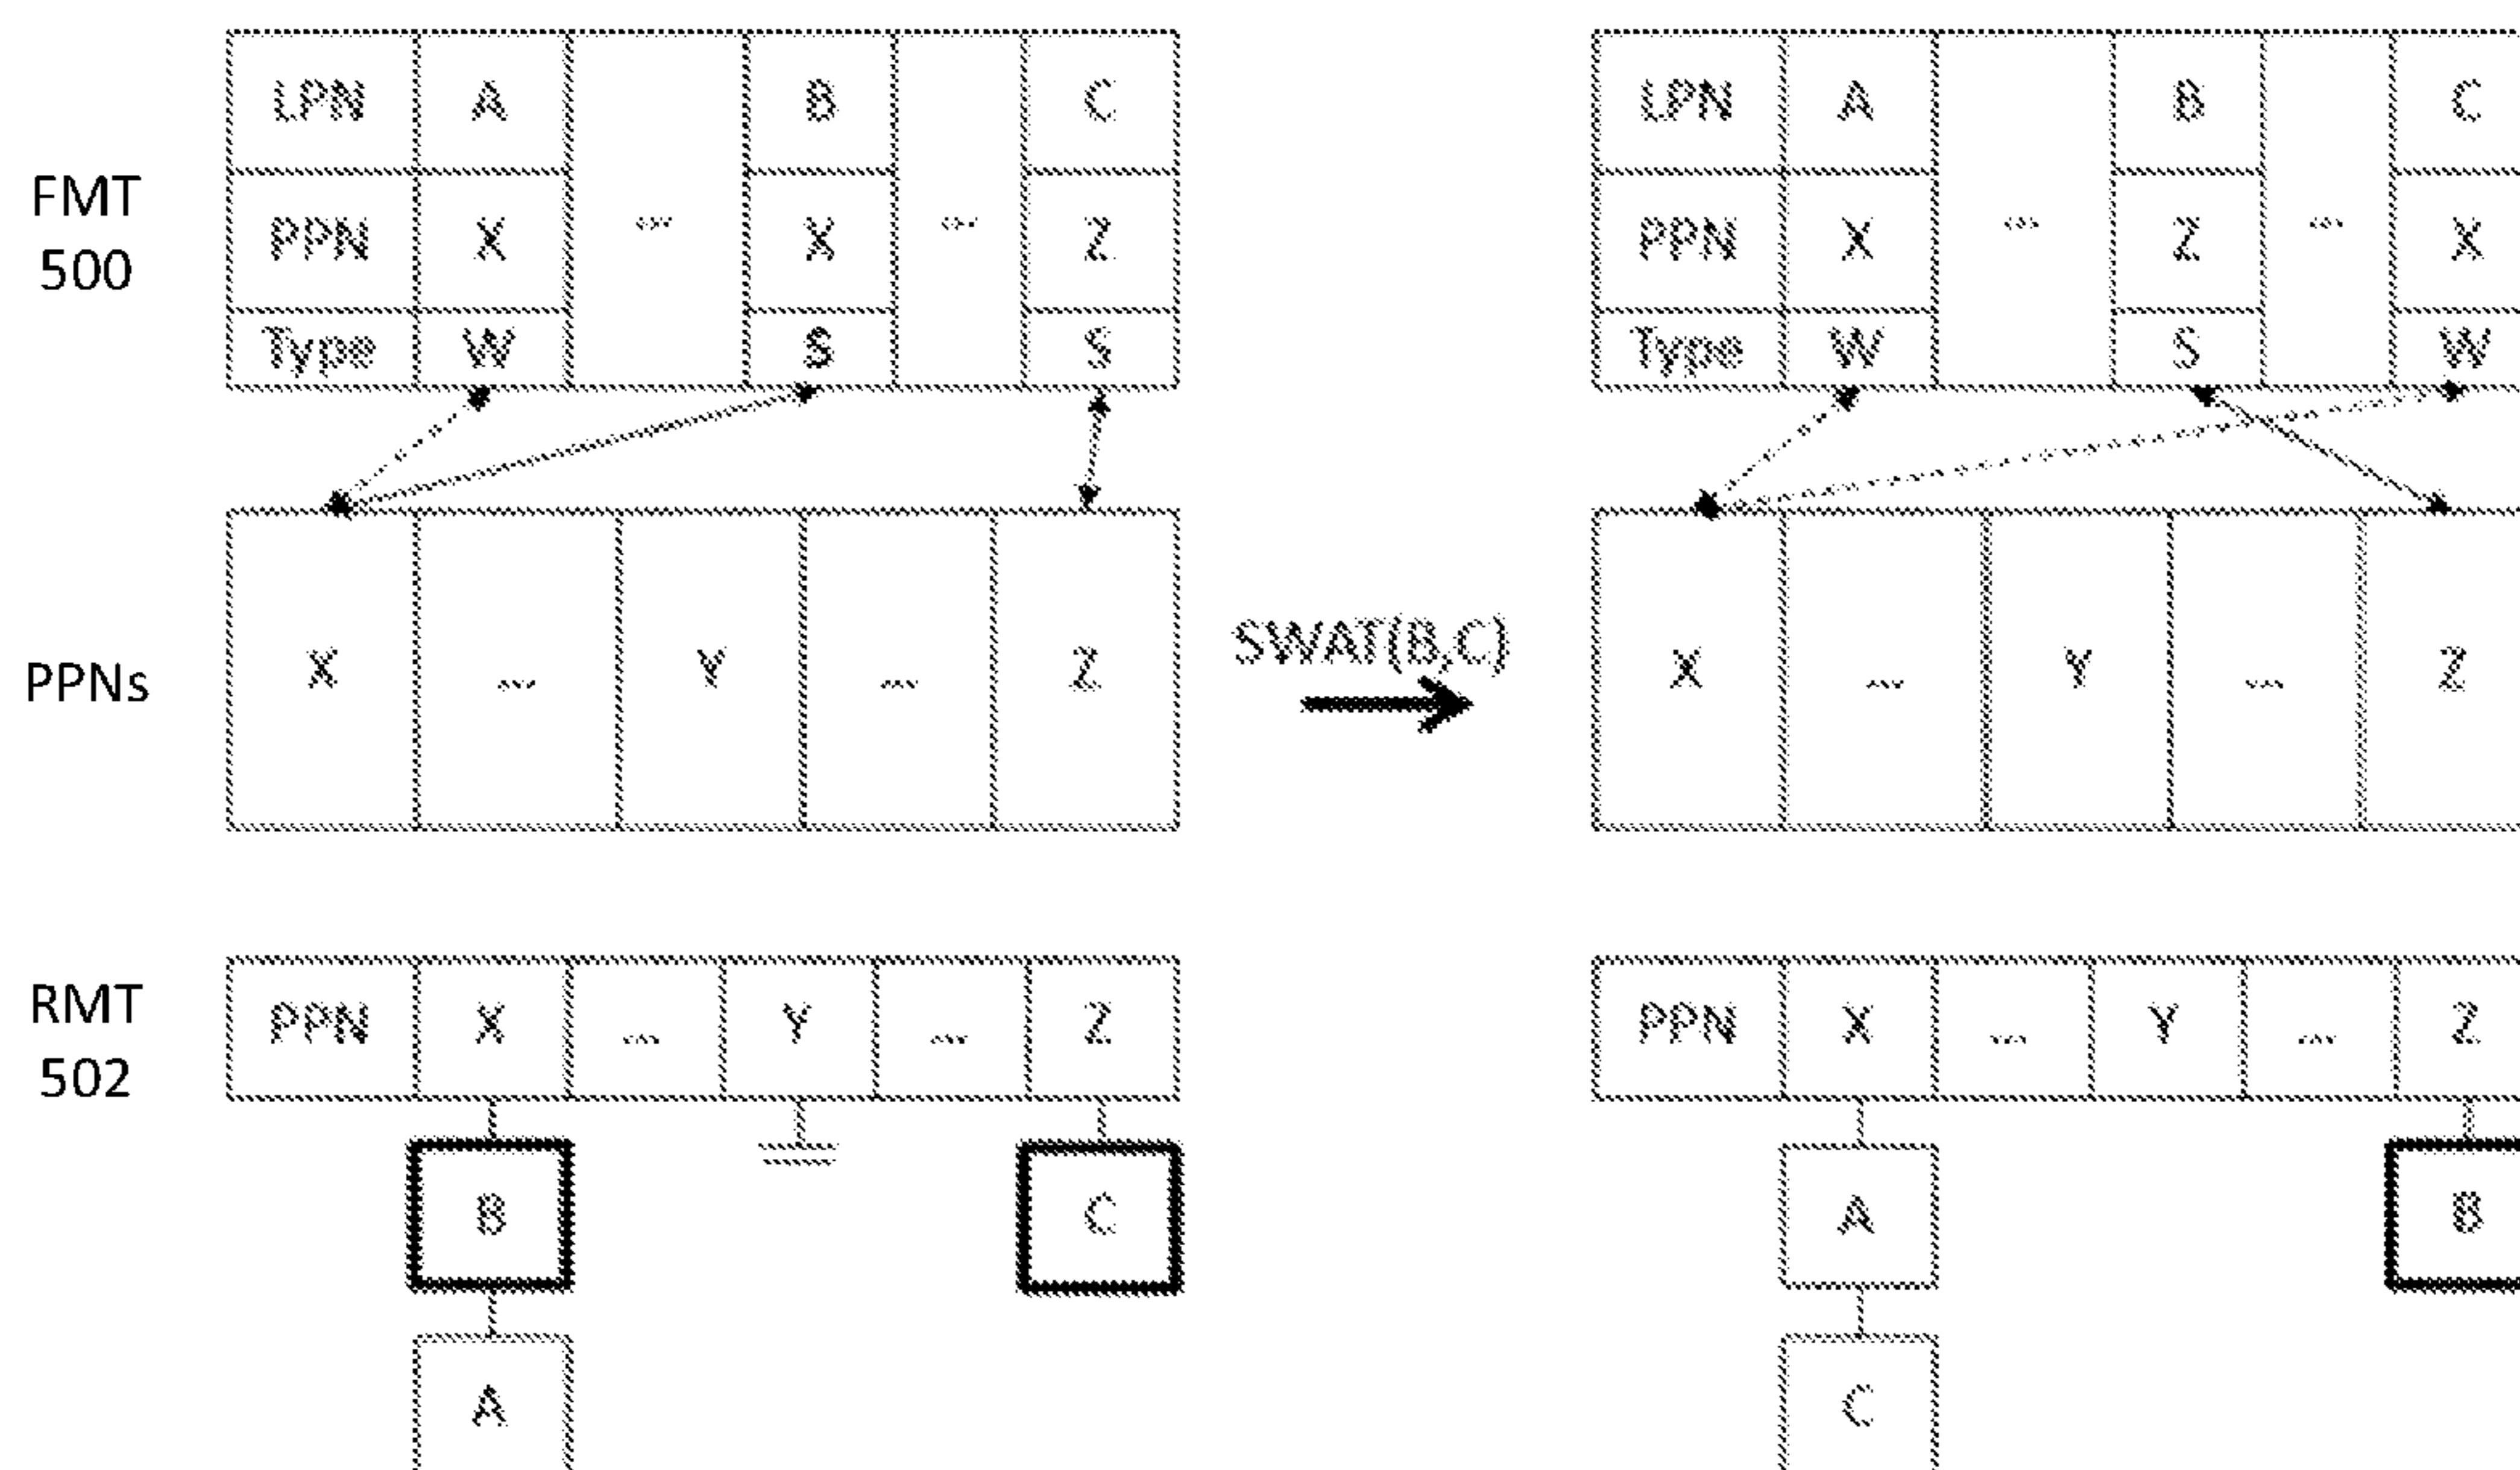 LPN A B C
FMT 500
PPN X ... X ... Z
Type W S S
LPN A B C
PPN X ... Z ... X
Type W S W
PPNs
X ... Y ... Z
SWAT(B,C)
X ... Y ... Z
RMT 502
PPN X ... Y ... Z
B C
A
PPN X ... Y ... Z
A B
C